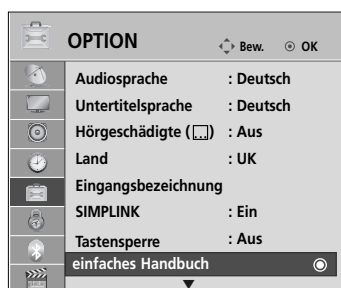 OPTION Bew. OK
Audiosprache : Deutsch
Untertitelsprache : Deutsch
Hörgeschädigte ( ) : Aus
Land : UK
Eingangsbezeichnung
SIMPLINK : Ein
Tastensperre : Aus
einfaches Handbuch